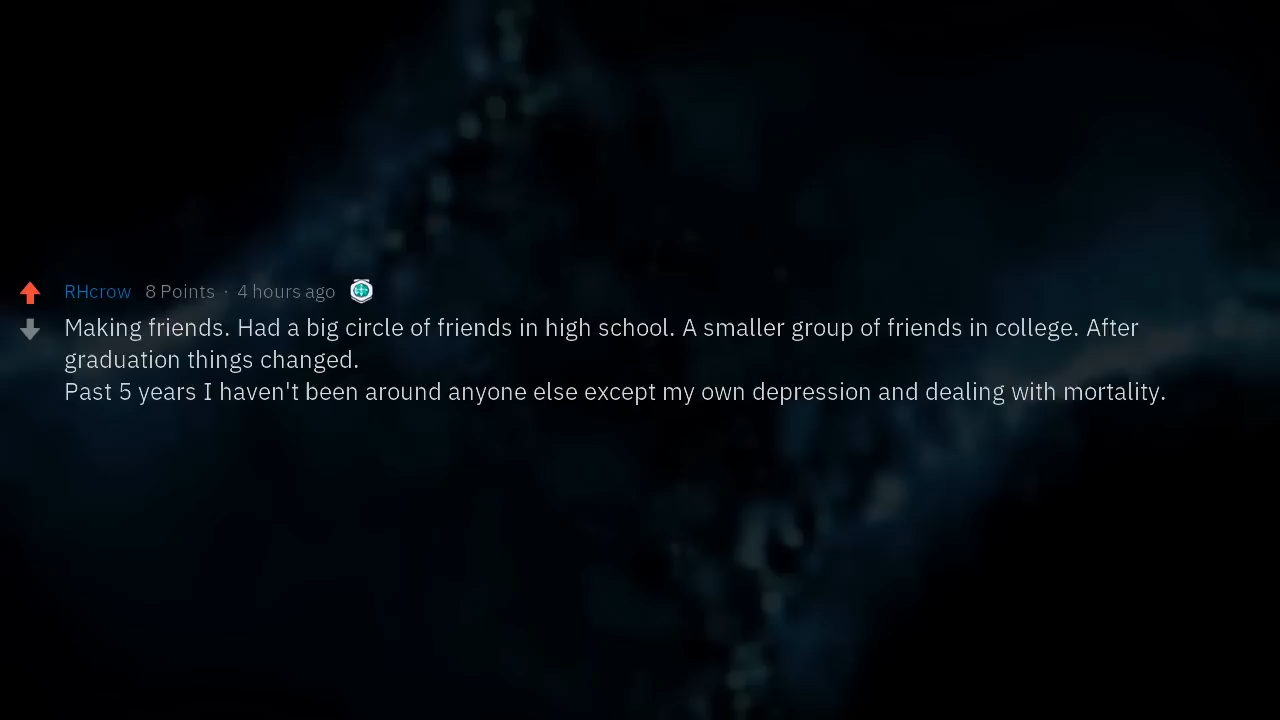 RHcrow 8 Points · 4 hours ago
Making friends. Had a big circle of friends in high school. A smaller group of friends in college. After
graduation things changed.
Past 5 years I haven't been around anyone else except my own depression and dealing with mortality.